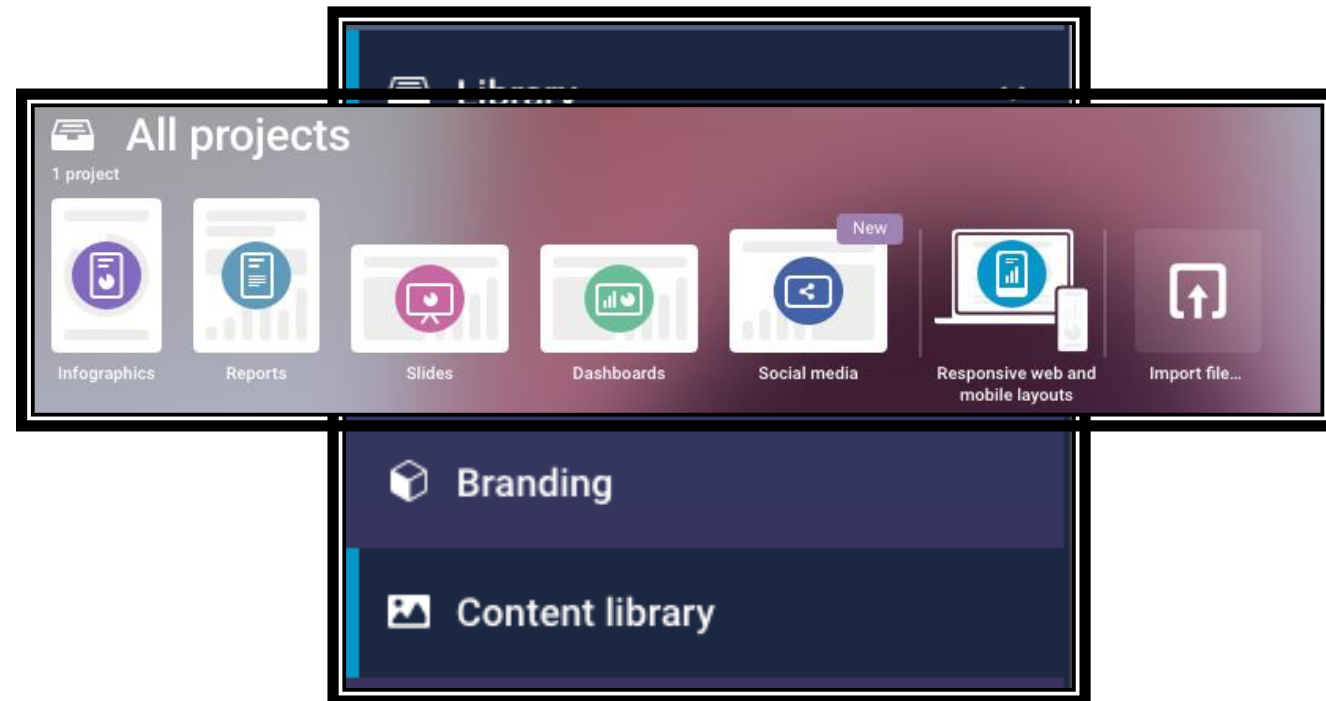 Library
All projects
1 project
New
Infographics
Reports
Slides
Dashboards
Social media
Responsive web and
mobile layouts
Import file...
Branding
Content library